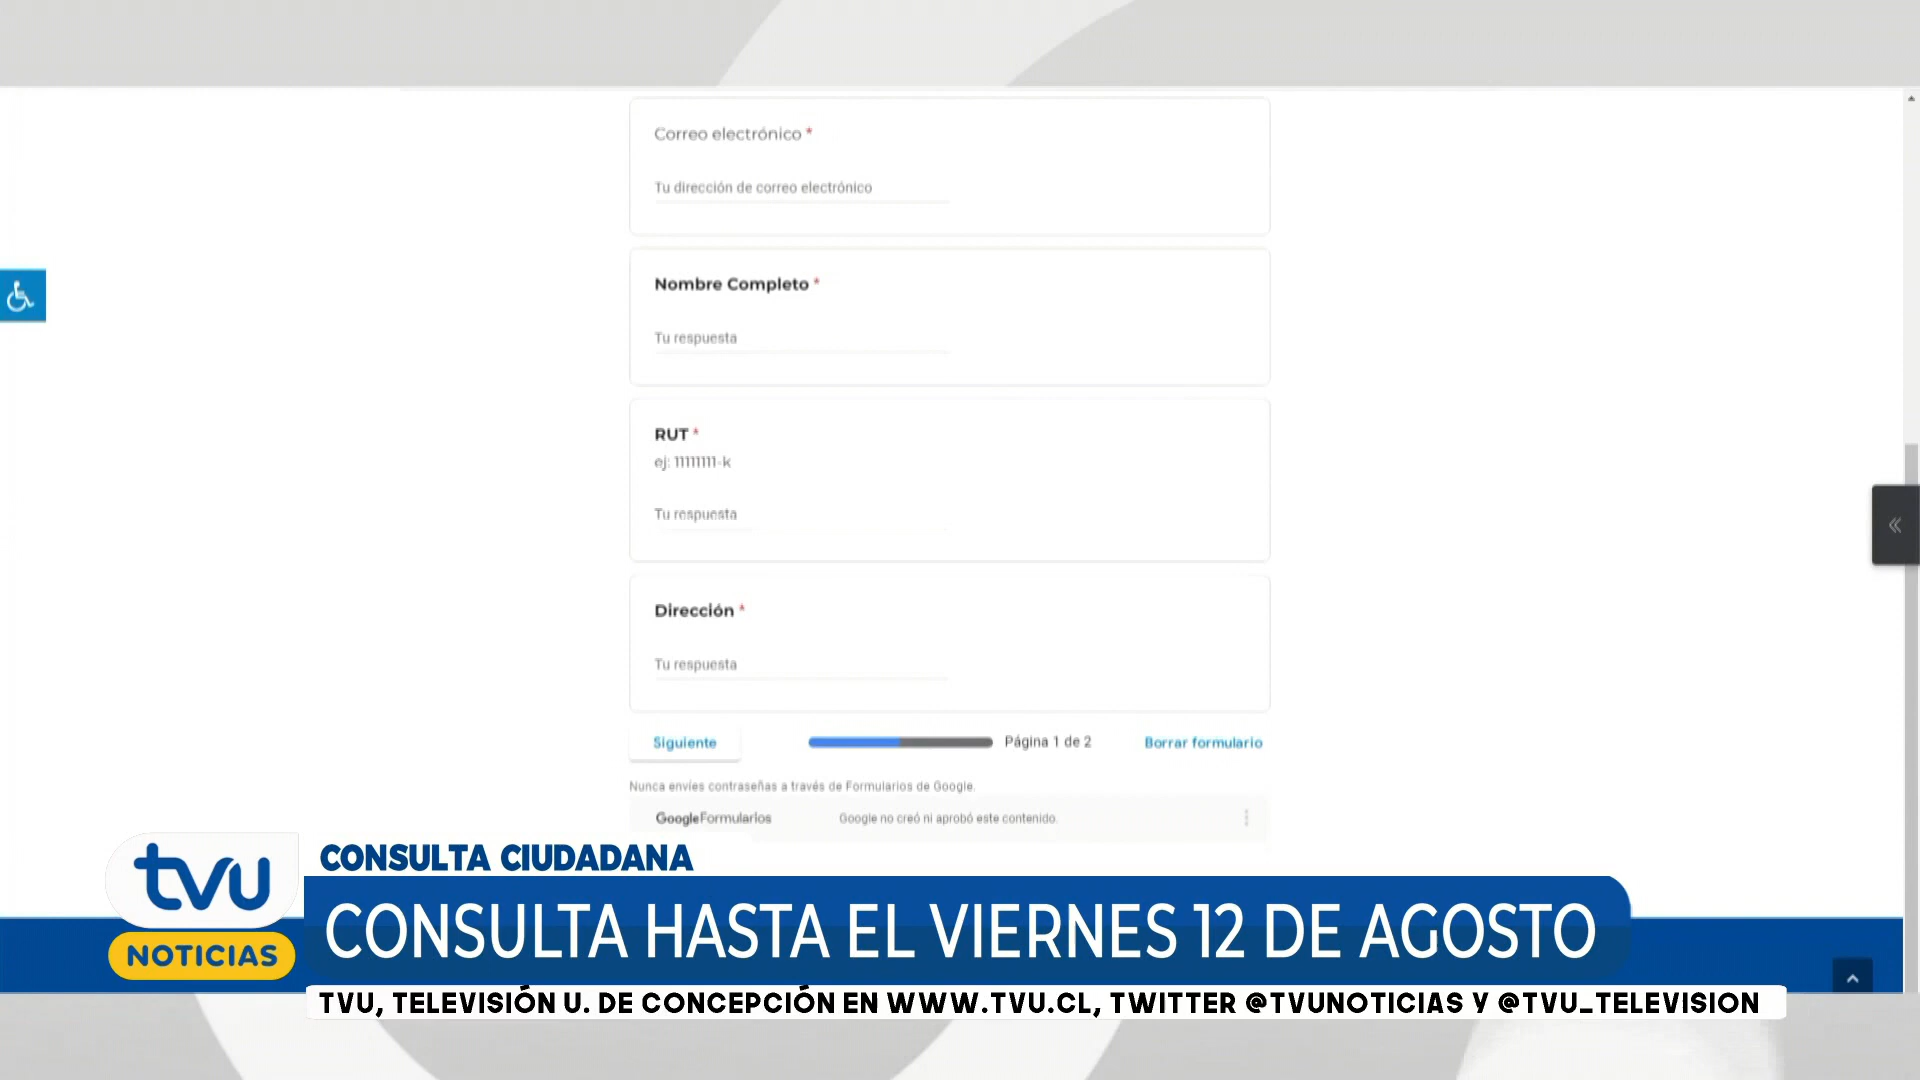 Correo electrónico *
Tu dirección de correo electrónico
Nombre Completo *
Tu respuesta
RUT *
ej: 11111111-k
Tu respuesta
Dirección *
Tu respuesta
Siguiente
Página 1 de 2
Borrar formulario
Nunca envíes contraseñas a través de Formularios de Google.
Google Formularios
Google no creó ni aprobó este contenido.
tvu
NOTICIAS
CONSULTA CIUDADANA
CONSULTA HASTA EL VIERNES 12 DE AGOSTO
TVU, TELEVISIÓN U. DE CONCEPCIÓN EN WWW.TVU.CL, TWITTER @TVUNOTICIAS Y @TVU_TELEVISION